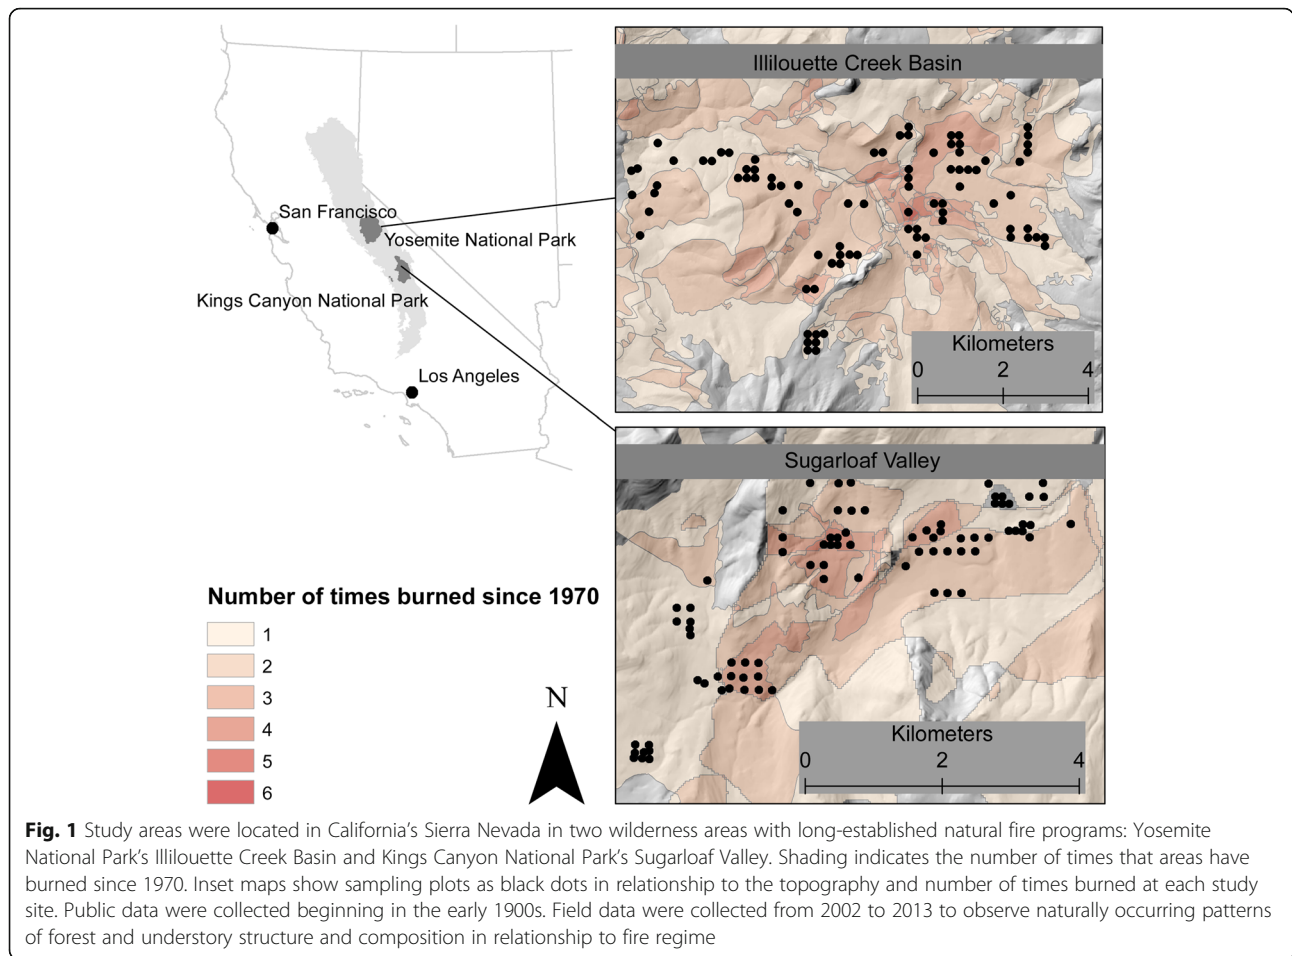 Illilouette Creek Basin
San Francisco
Yosemite National Park
Kings Canyon National Park
Los Angeles
Kilometers
0 2 4
Sugarloaf Valley
Kilometers
0 2 4
Number of times burned since 1970
1
2
3
4
5
6
N
Fig. 1 Study areas were located in California's Sierra Nevada in two wilderness areas with long-established natural fire programs: Yosemite
National Park's Illilouette Creek Basin and Kings Canyon National Park's Sugarloaf Valley. Shading indicates the number of times that areas have
burned since 1970. Inset maps show sampling plots as black dots in relationship to the topography and number of times burned at each study
site. Public data were collected beginning in the early 1900s. Field data were collected from 2002 to 2013 to observe naturally occurring patterns
of forest and understory structure and composition in relationship to fire regime